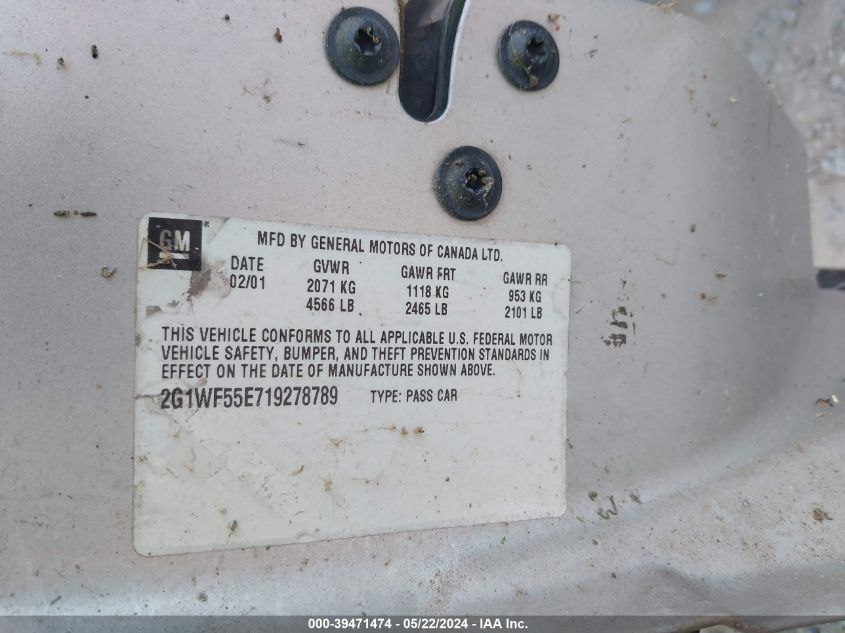 GM
MFD BY GENERAL MOTORS OF CANADA LTD.
DATE GVWR GAWR FRT GAWR RR
02/01 2071 KG 1118 KG 953 KG
4566 LB 2465 LB 2101 LB
THIS VEHICLE CONFORMS TO ALL APPLICABLE U.S. FEDERAL MOTOR
VEHICLE SAFETY, BUMPER, AND THEFT PREVENTION STANDARDS IN
EFFECT ON THE DATE OF MANUFACTURE SHOWN ABOVE.
2G1WF55E719278789 TYPE: PASS CAR
000-39471474 - 05/22/2024 - IAA Inc.